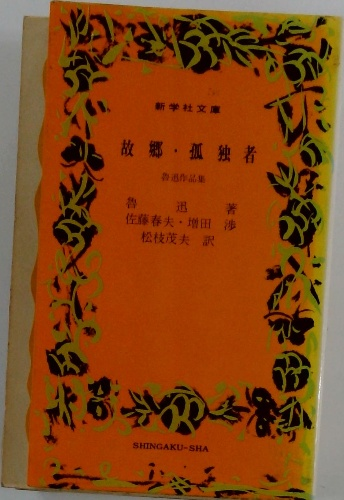 新学社文庫
故郷・孤独者
魯迅作品集
魯迅 著
佐藤春夫・増田 渉
松枝茂夫 訳
SHINGAKU-SHA